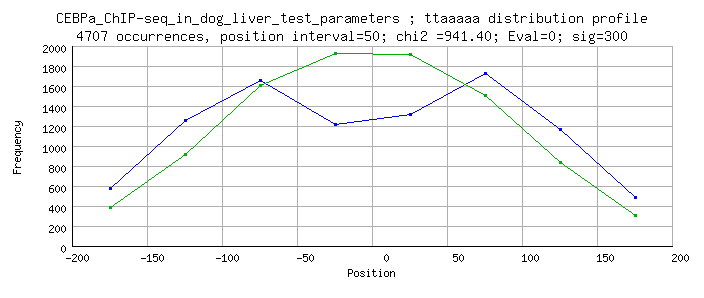 CEBPa_ChIP-seq_in_dog_liver_test_parameters ; ttaaaaa distribution profile
4707 occurrences, position interval=50; chi2 =941.40; Eval=0; sig=300
2000
1800
1600
1400
1200
1000
800
600
400
200
0
Frequency
-200 -150 -100 -50 0 50 100 150 200
Position